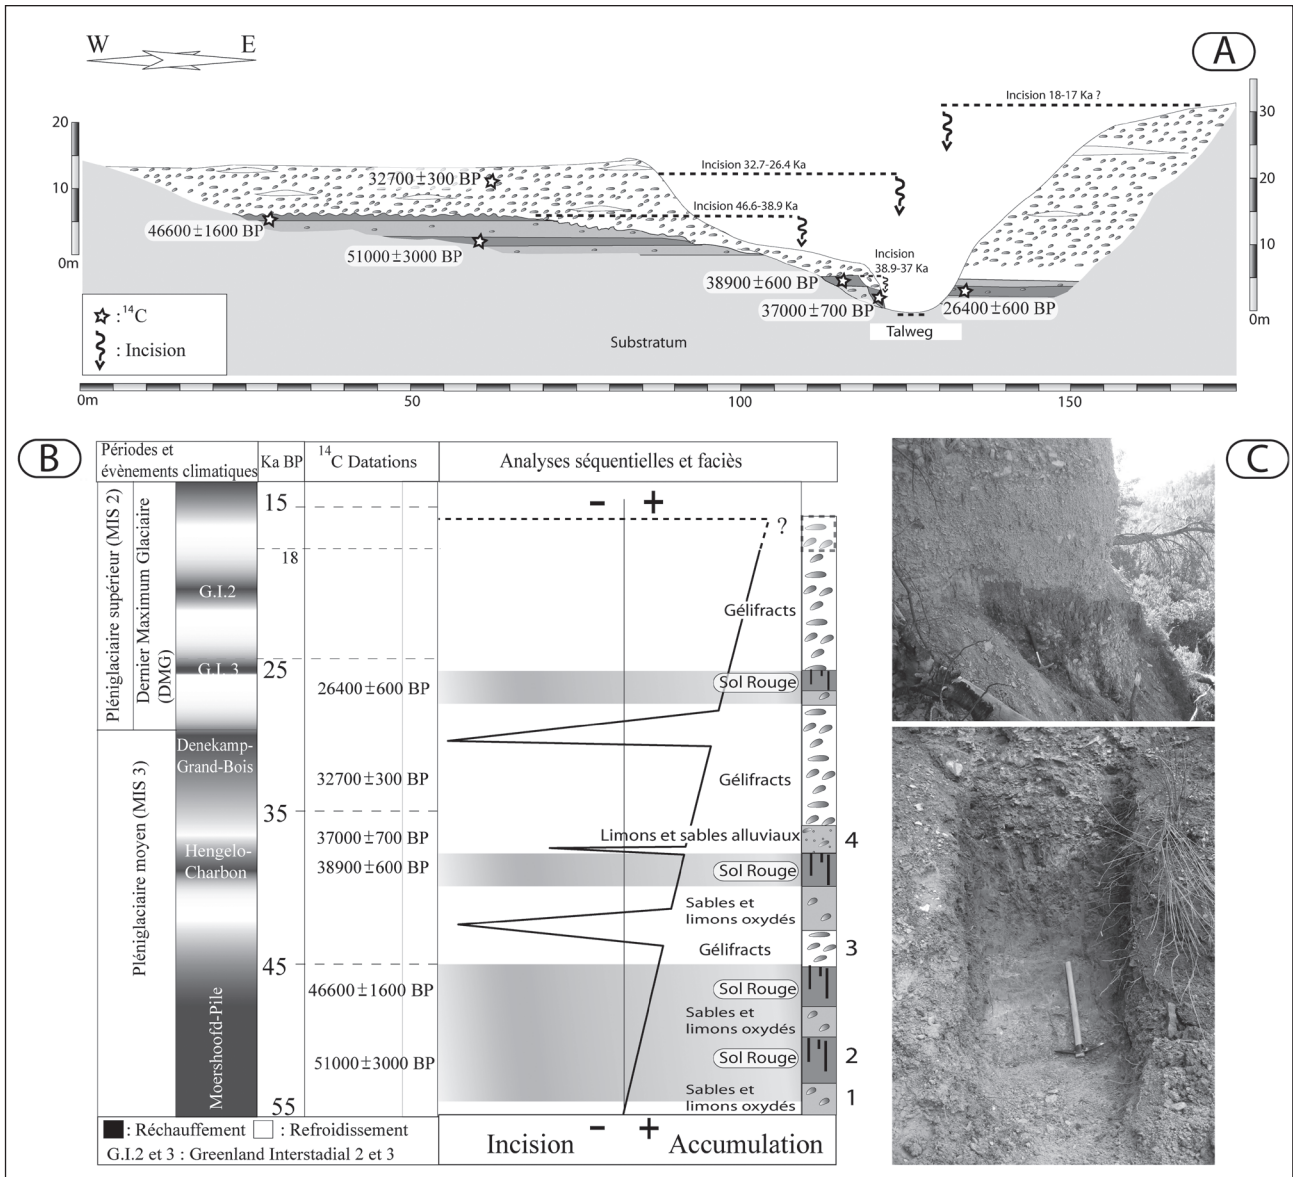 W E
A
Incision 18-17 Ka ?
30
20
32700±300 BP
Incision 32.7-26.4 Ka
20
10
Incision 46.6-38.9 Ka
46600±1600 BP
51000±3000 BP
Incision
38.9-37 Ka
10
0m
38900±600 BP
37000±700 BP
26400±600 BP
0m
: 14C
: Incision
Substratum
Talweg
0m 50 100 150
B
C
Périodes et
évènements climatiques
Ka BP
14C Datations
Analyses séquentielles et faciès
Pléniglaciaire supérieur (MIS 2)
Dernier Maximum Glaciaire
(DMG)
Pléniglaciaire moyen (MIS 3)
G.I.2
G.I. 3
Denekamp-
Grand-Bois
Hengelo-
Charbon
Moershoofd-Pile
15
18
25
35
45
55
26400±600 BP
32700±300 BP
37000±700 BP
38900±600 BP
46600±1600 BP
51000±3000 BP
- +
?
Gélifracts
Sol Rouge
Gélifracts
Limons et sables alluviaux 4
Sol Rouge
Sables et
limons oxydés
Gélifracts 3
Sol Rouge
Sables et
limons oxydés
Sol Rouge 2
Sables et
limons oxydés 1
: Réchauffement : Refroidissement
G.I.2 et 3 : Greenland Interstadial 2 et 3
Incision - + Accumulation